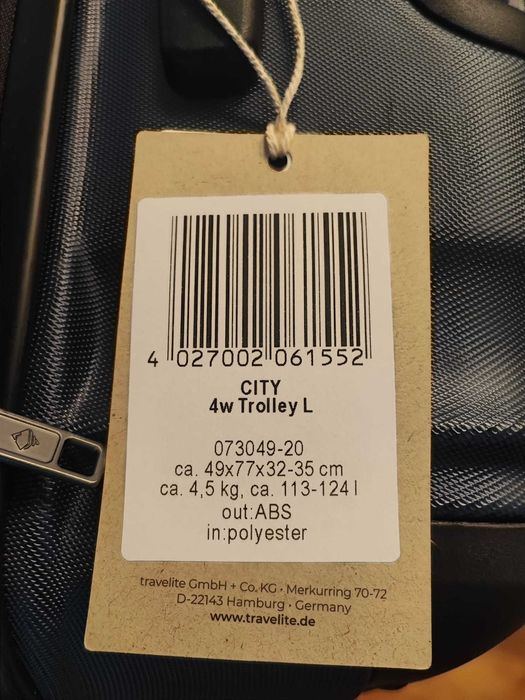 4 027002 061552
CITY
4w Trolley L
073049-20
ca. 49x77x32-35 cm
ca. 4,5 kg, ca. 113-124 l
out:ABS
in:polyester
travelite GmbH + Co. KG · Merkurring 70-72
D-22143 Hamburg · Germany
www.travelite.de